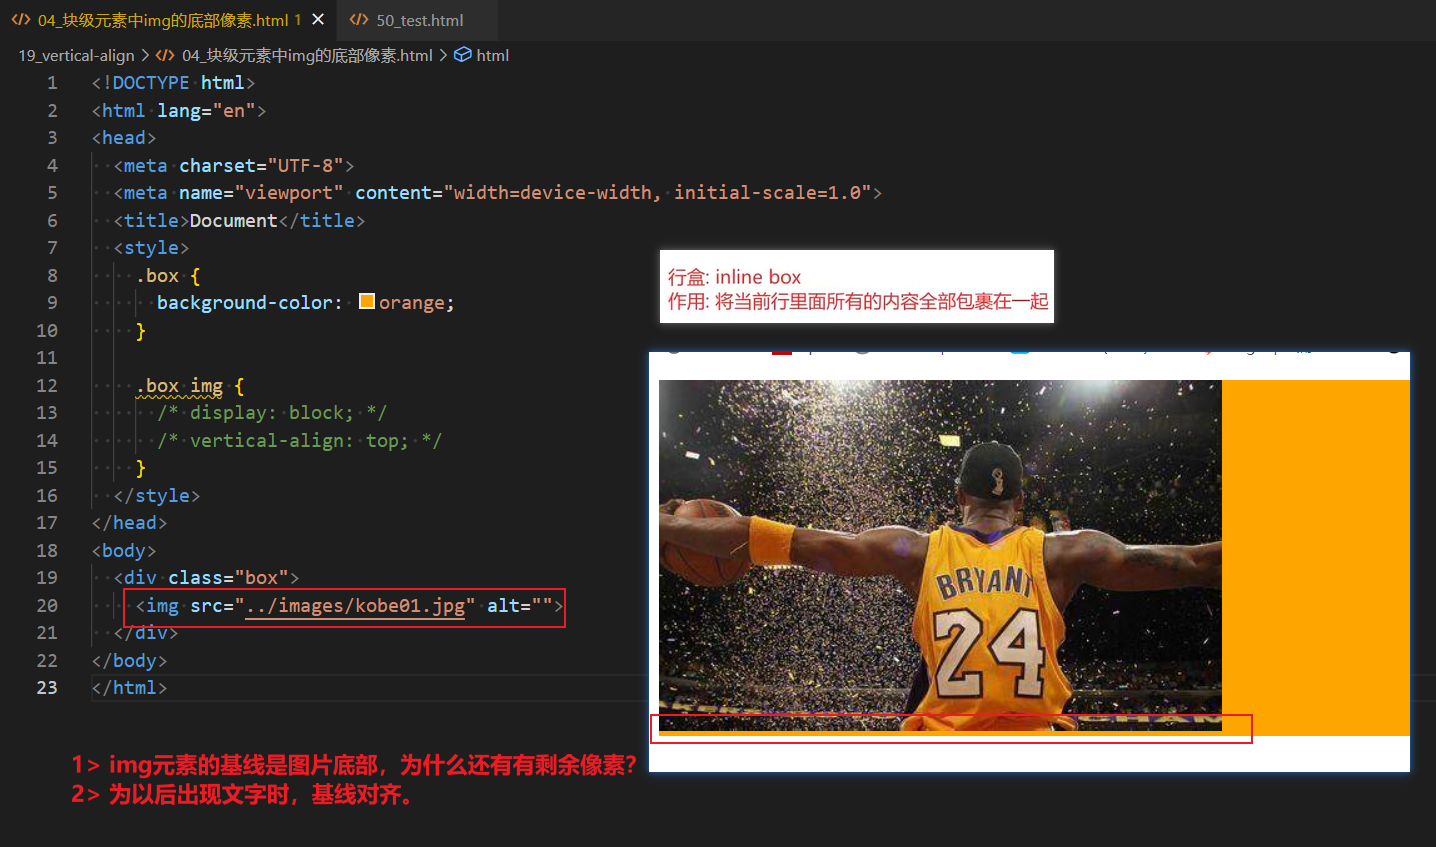 04_块级元素中img的底部像素.html 1
50_test.html
19_vertical-align > 04_块级元素中img的底部像素.html > html
1 <!DOCTYPE html>
2 <html lang="en">
3 <head>
4 <meta charset="UTF-8">
5 <meta name="viewport" content="width=device-width, initial-scale=1.0">
6 <title>Document</title>
7 <style>
8 .box {
9 background-color: orange;
10 }
11
12 .box img {
13 /* display: block; */
14 /* vertical-align: top; */
15 }
16 </style>
17 </head>
18 <body>
19 <div class="box">
20 <img src="../images/kobe01.jpg" alt="">
21 </div>
22 </body>
23 </html>
行盒: inline box
作用: 将当前行里面所有的内容全部包裹在一起
BRYANT
24
1> img元素的基线是图片底部，为什么还有有剩余像素?
2> 为以后出现文字时，基线对齐。